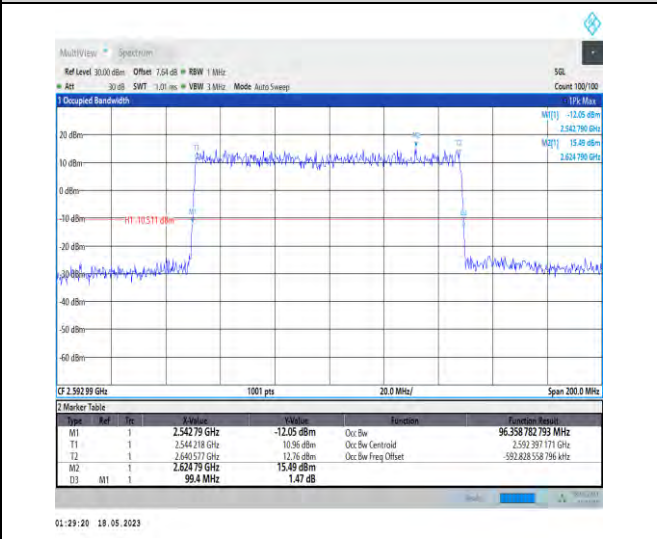 MultiView Spectrum
Ref Level 30.00 dBm Offset 7.64 dB RBW 1 MHz SGL
Att 30 dB SWT 1.01 ms VBW 3 MHz Mode Auto Sweep Count 100/100
1 Occupied Bandwidth 1Pk Max
M1[1] -12.05 dBm
2.542 790 GHz
M2[1] 15.49 dBm
2.624 790 GHz
20 dBm
M2
T1
T2
10 dBm
0 dBm
M1
-10 dBm
H1 -10.511 dBm
-20 dBm
-30 dBm
-40 dBm
-50 dBm
-60 dBm
CF 2.592 99 GHz 1001 pts 20.0 MHz/ Span 200.0 MHz
2 Marker Table
Type Ref Trc X-Value Y-Value Function Function Result
M1 1 2.542 79 GHz -12.05 dBm Occ Bw 96.358 782 793 MHz
T1 1 2.544 218 GHz 10.96 dBm Occ Bw Centroid 2.592 397 171 GHz
T2 1 2.640 577 GHz 12.76 dBm Occ Bw Freq Offset -592.828 558 796 kHz
M2 1 2.624 79 GHz 15.49 dBm
D3 M1 1 99.4 MHz 1.47 dB
01:29:20 18.05.2023